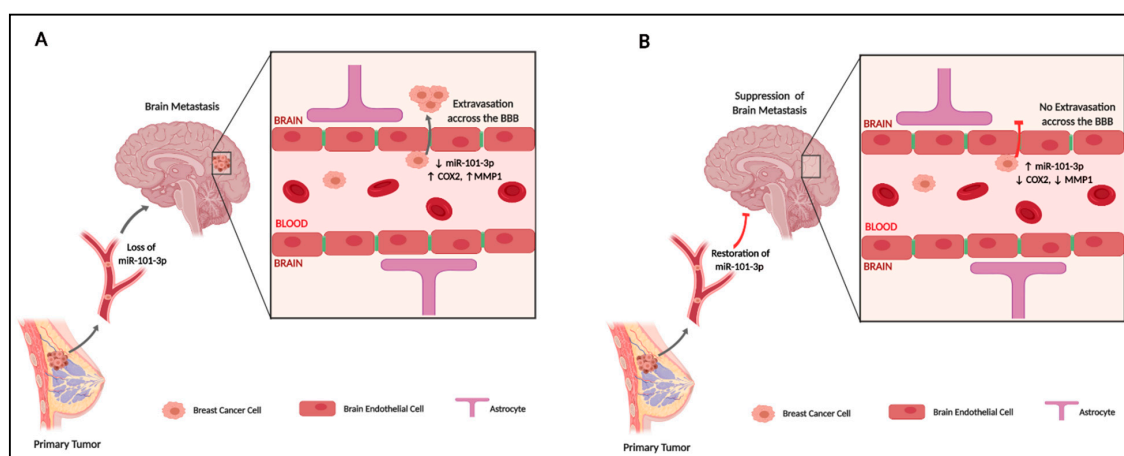 A
Brain Metastasis
Extravasation
accross the BBB
BRAIN
↓ miR-101-3p
↑ COX2, ↑ MMP1
BLOOD
BRAIN
Loss of
miR-101-3p
Primary Tumor
Breast Cancer Cell
Brain Endothelial Cell
Astrocyte
B
Suppression of
Brain Metastasis
No Extravasation
accross the BBB
BRAIN
↑ miR-101-3p
↓ COX2, ↓ MMP1
BLOOD
BRAIN
Restoration of
miR-101-3p
Primary Tumor
Breast Cancer Cell
Brain Endothelial Cell
Astrocyte